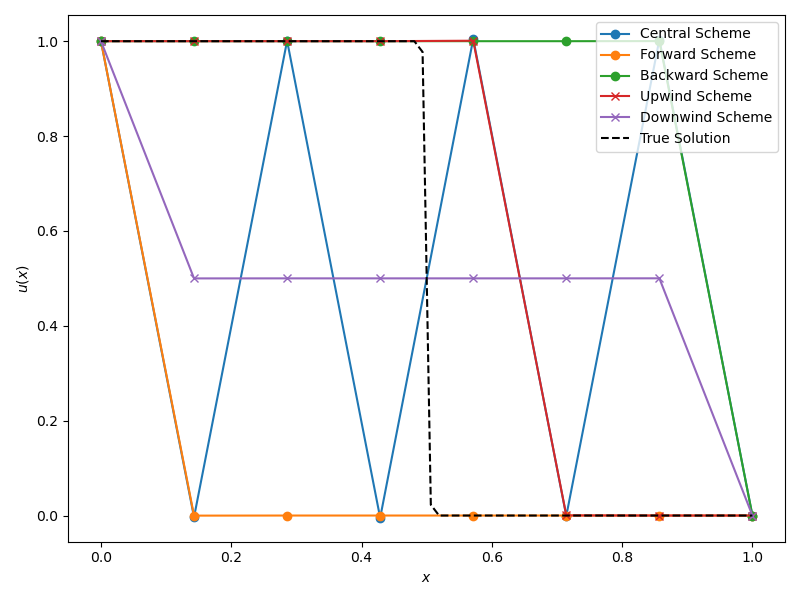 Central Scheme
Forward Scheme
Backward Scheme
Upwind Scheme
Downwind Scheme
True Solution
1.0
0.8
0.6
0.4
0.2
0.0
u(x)
0.0 0.2 0.4 0.6 0.8 1.0
x